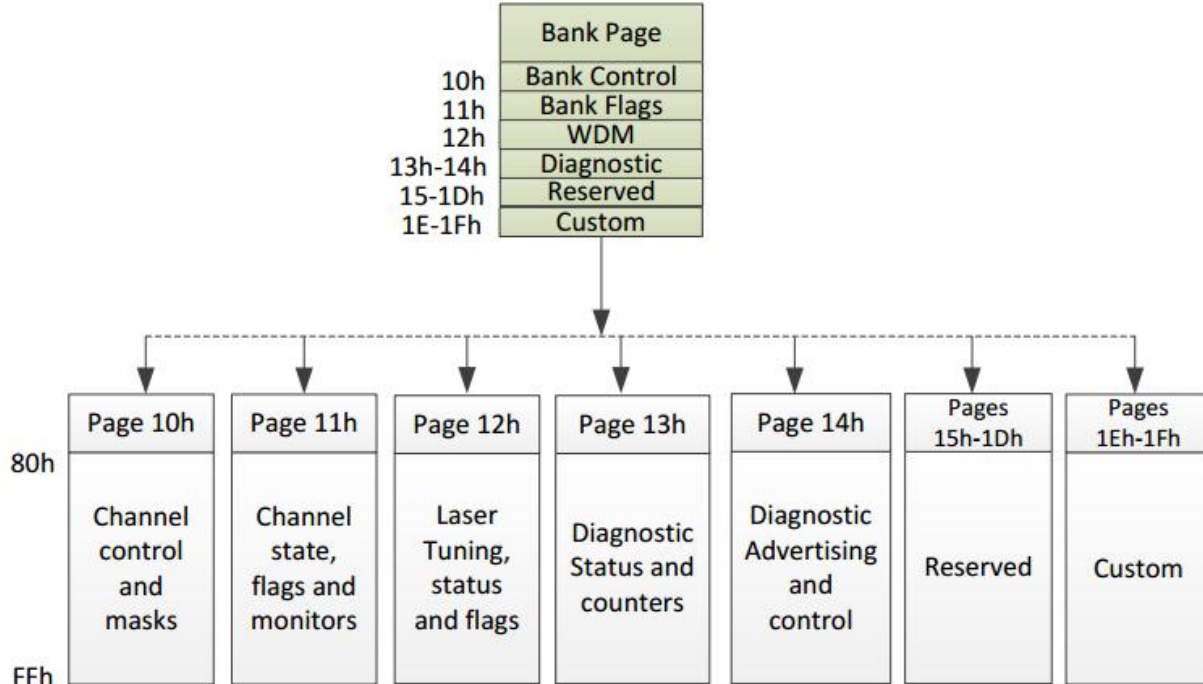 Bank Page
10h
Bank Control
11h
Bank Flags
12h
WDM
13h-14h
Diagnostic
15-1Dh
Reserved
1E-1Fh
Custom
Page 10h
Page 11h
Page 12h
Page 13h
Page 14h
Pages
15h-1Dh
Pages
1Eh-1Fh
80h
Channel
control
and
masks
Channel
state,
flags and
monitors
Laser
Tuning,
status
and flags
Diagnostic
Status and
counters
Diagnostic
Advertising
and
control
Reserved
Custom
FFh